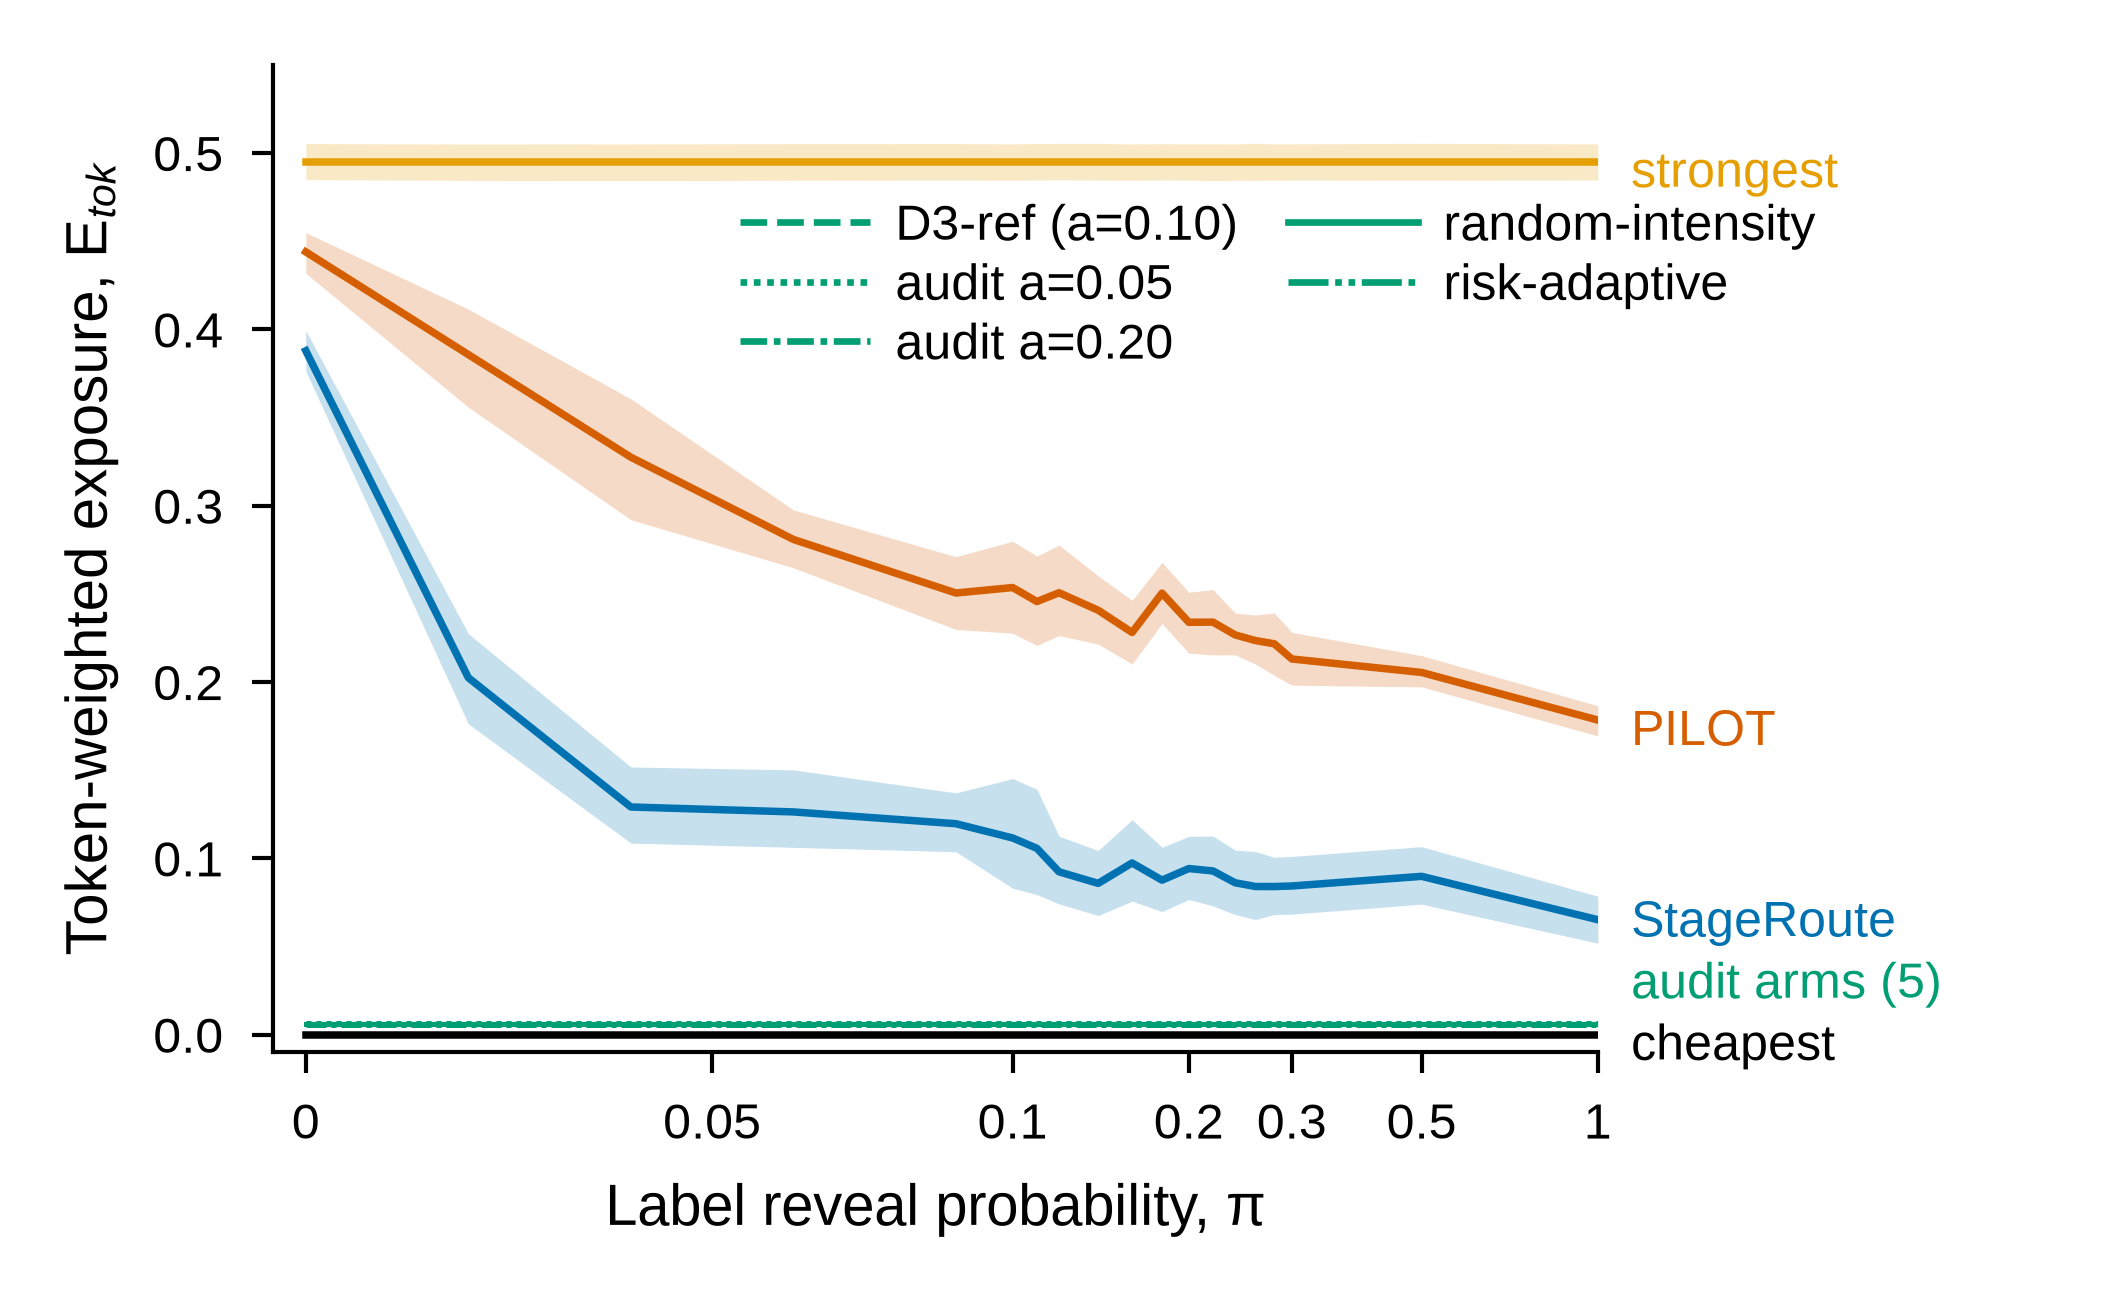 Token-weighted exposure, E_tok
0.5
0.4
0.3
0.2
0.1
0.0
D3-ref (a=0.10)
audit a=0.05
audit a=0.20
random-intensity
risk-adaptive
strongest
PILOT
StageRoute
audit arms (5)
cheapest
0 0.05 0.1 0.2 0.3 0.5 1
Label reveal probability, π